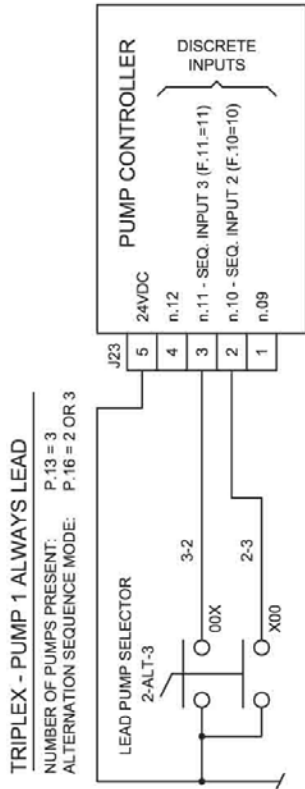 TRIPLEX - PUMP 1 ALWAYS LEAD
NUMBER OF PUMPS PRESENT: P.13 = 3
ALTERNATION SEQUENCE MODE: P.16 = 2 OR 3
LEAD PUMP SELECTOR
2-ALT-3
00X
X00
3-2
2-3
J23
5
4
3
2
1
PUMP CONTROLLER
24VDC
n.12
n.11 - SEQ. INPUT 3 (F.11.=11)
n.10 - SEQ. INPUT 2 (F.10=10)
n.09
DISCRETE
INPUTS